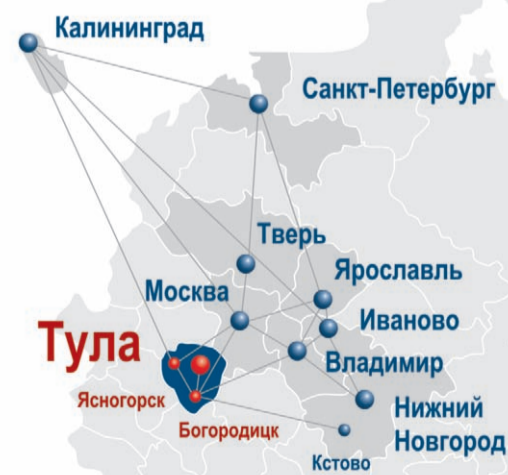 Калининград
Санкт-Петербург
Тверь
Ярославль
Москва
Иваново
Тула
Владимир
Ясногорск
Нижний
Новгород
Богородицк
Кстово